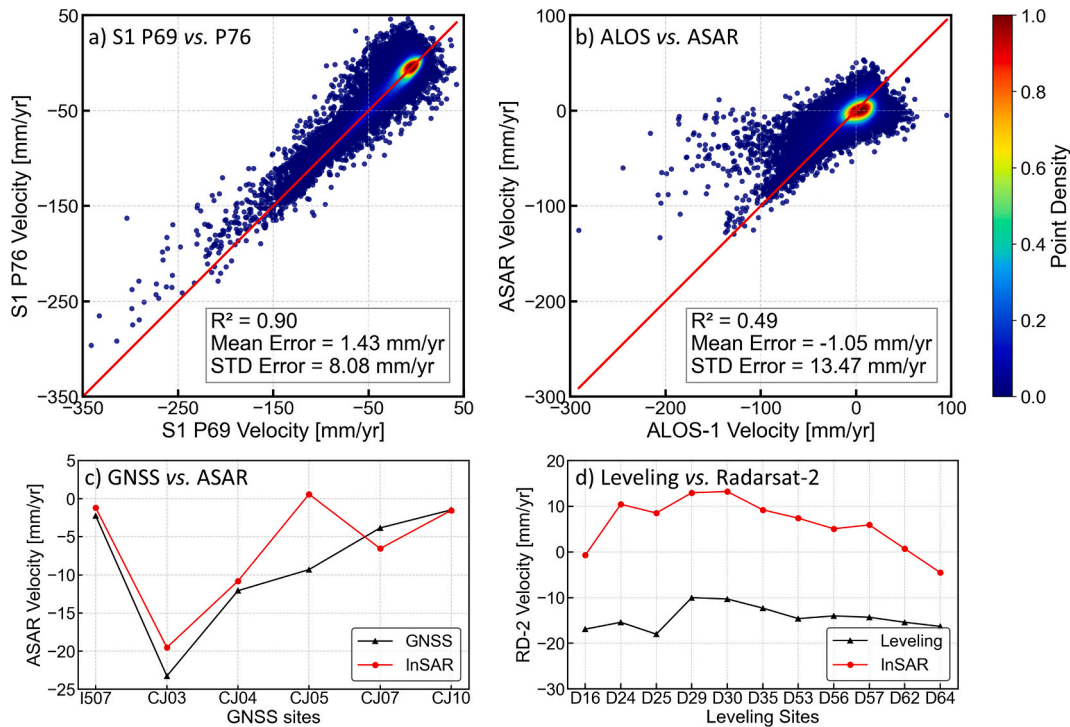 a) S1 P69 vs. P76
50
−50
−150
−250
−350
S1 P76 Velocity [mm/yr]
R² = 0.90
Mean Error = 1.43 mm/yr
STD Error = 8.08 mm/yr
−350
−250
−150
−50
50
S1 P69 Velocity [mm/yr]
b) ALOS vs. ASAR
100
0
−100
−200
−300
ASAR Velocity [mm/yr]
R² = 0.49
Mean Error = -1.05 mm/yr
STD Error = 13.47 mm/yr
−300
−200
−100
0
100
ALOS-1 Velocity [mm/yr]
1.0
0.8
0.6
0.4
0.2
0.0
Point Density
c) GNSS vs. ASAR
5
0
−5
−10
−15
−20
−25
ASAR Velocity [mm/yr]
GNSS
InSAR
I507
CJ03
CJ04
CJ05
CJ07
CJ10
GNSS sites
d) Leveling vs. Radarsat-2
20
10
0
−10
−20
−30
RD-2 Velocity [mm/yr]
Leveling
InSAR
D16
D24
D25
D29
D30
D35
D53
D56
D57
D62
D64
Leveling Sites